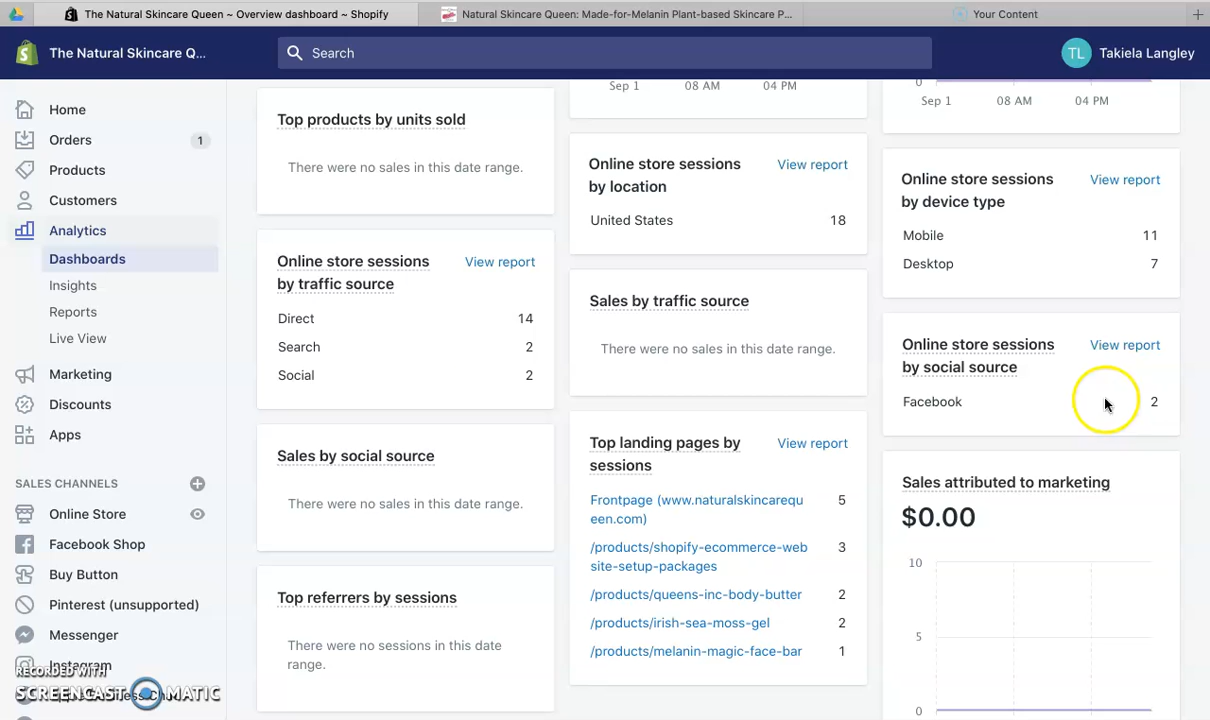 The Natural Skincare Queen ~ Overview dashboard ~ Shopify
Natural Skincare Queen: Made-for-Melanin Plant-based Skincare P...
Your Content
The Natural Skincare Q...
Search
TL
Takiela Langley
Home
Orders
1
Products
Customers
Analytics
Dashboards
Insights
Reports
Live View
Marketing
Discounts
Apps
SALES CHANNELS
Online Store
Facebook Shop
Buy Button
Pinterest (unsupported)
Messenger
Instagram
RECORDED WITH
SCREENCAST MATIC
Top products by units sold
There were no sales in this date range.
Online store sessions
by traffic source
View report
Direct 14
Search 2
Social 2
Sales by social source
There were no sales in this date range.
Top referrers by sessions
There were no sessions in this date
range.
Sep 1 08 AM 04 PM
Online store sessions
by location
View report
United States 18
Sales by traffic source
There were no sales in this date range.
Top landing pages by
sessions
View report
Frontpage (www.naturalskincarequ
een.com)
5
/products/shopify-ecommerce-web
site-setup-packages
3
/products/queens-inc-body-butter 2
/products/irish-sea-moss-gel 2
/products/melanin-magic-face-bar 1
0
Sep 1 08 AM 04 PM
Online store sessions
by device type
View report
Mobile 11
Desktop 7
Online store sessions
by social source
View report
Facebook 2
Sales attributed to marketing
$0.00
10
5
0